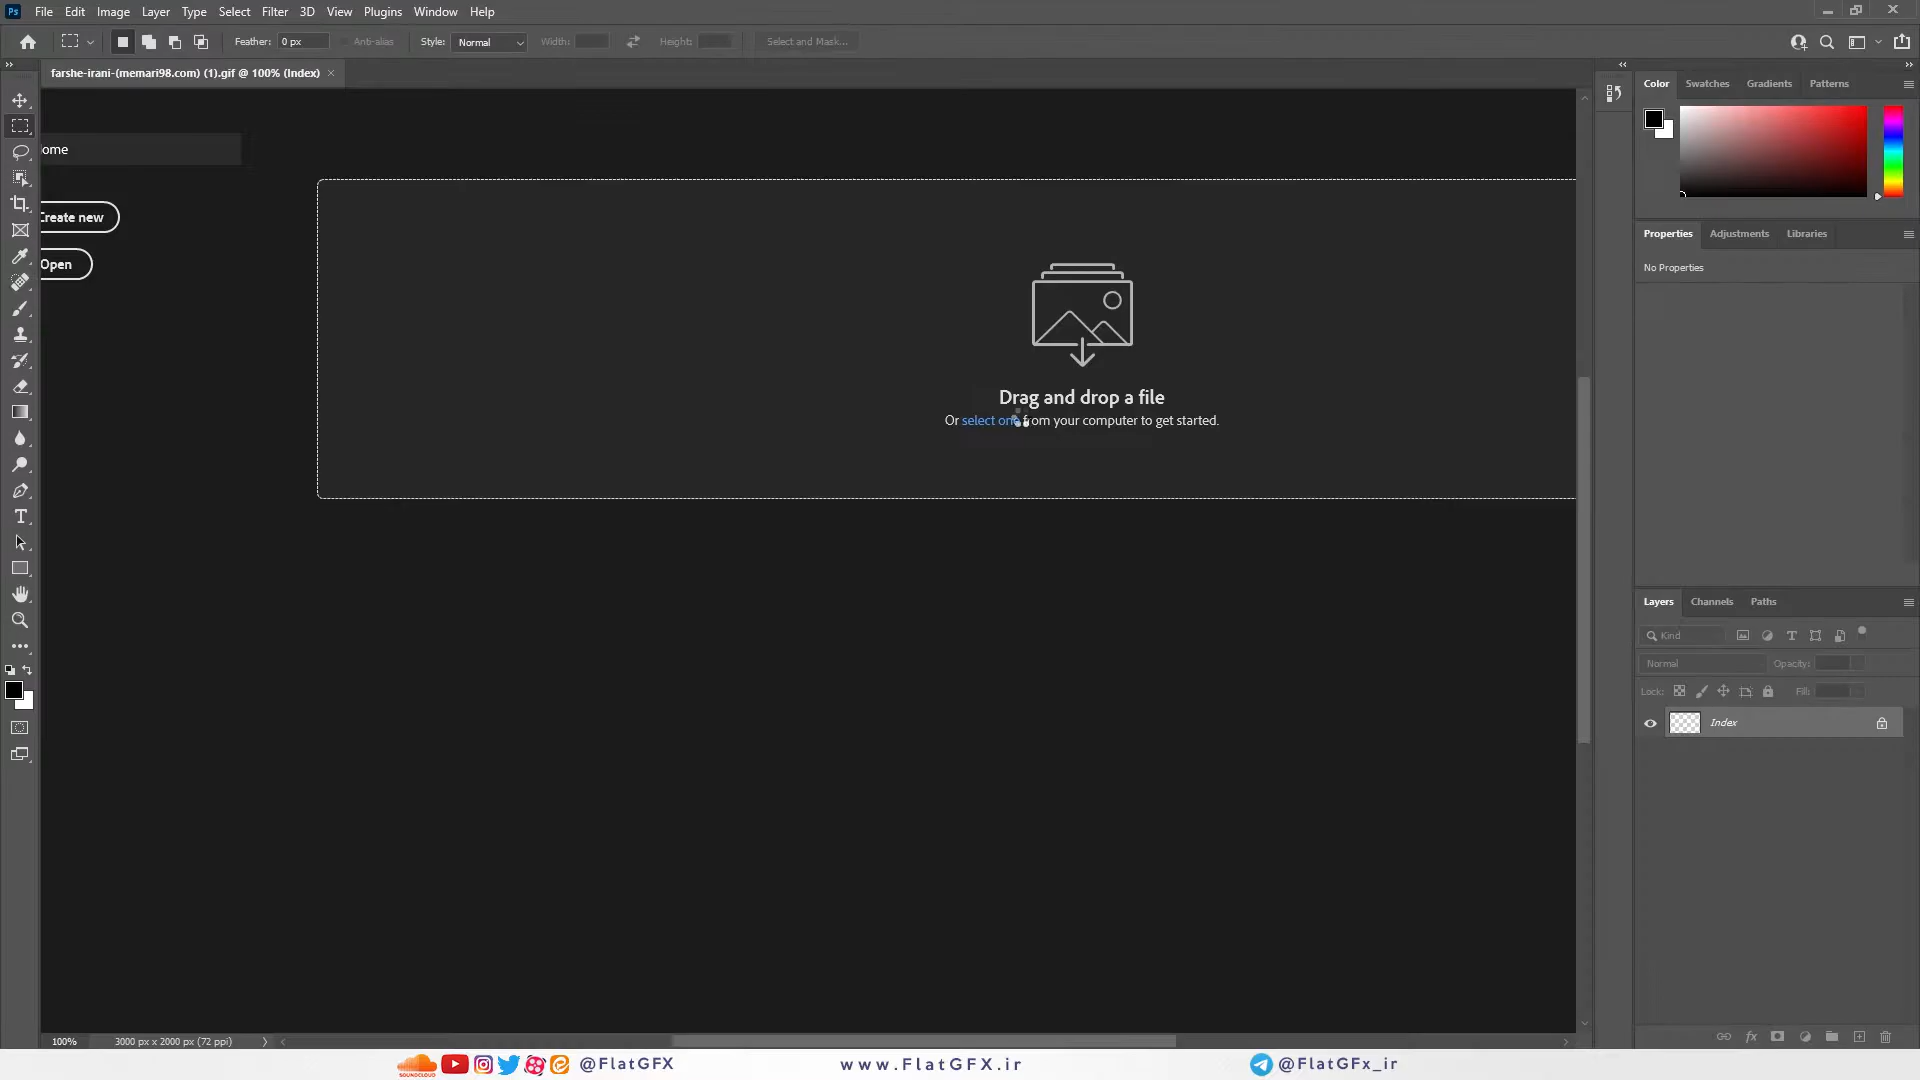 Ps File Edit Image Layer Type Select Filter 3D View Plugins Window Help
Feather: 0 px Anti-alias Style: Normal Width: Height: Select and Mask...
farshe-irani-(memari98.com) (1).gif @ 100% (Index)
ome
Create new
Open
Drag and drop a file
Or select one from your computer to get started.
Color Swatches Gradients Patterns
Properties Adjustments Libraries
No Properties
Layers Channels Paths
Kind
Normal Opacity:
Lock: Fill:
Index
100% 3000 px x 2000 px (72 ppi)
SOUNDCLOUD @FlatGFX www.FlatGFX.ir @FlatGFx_ir